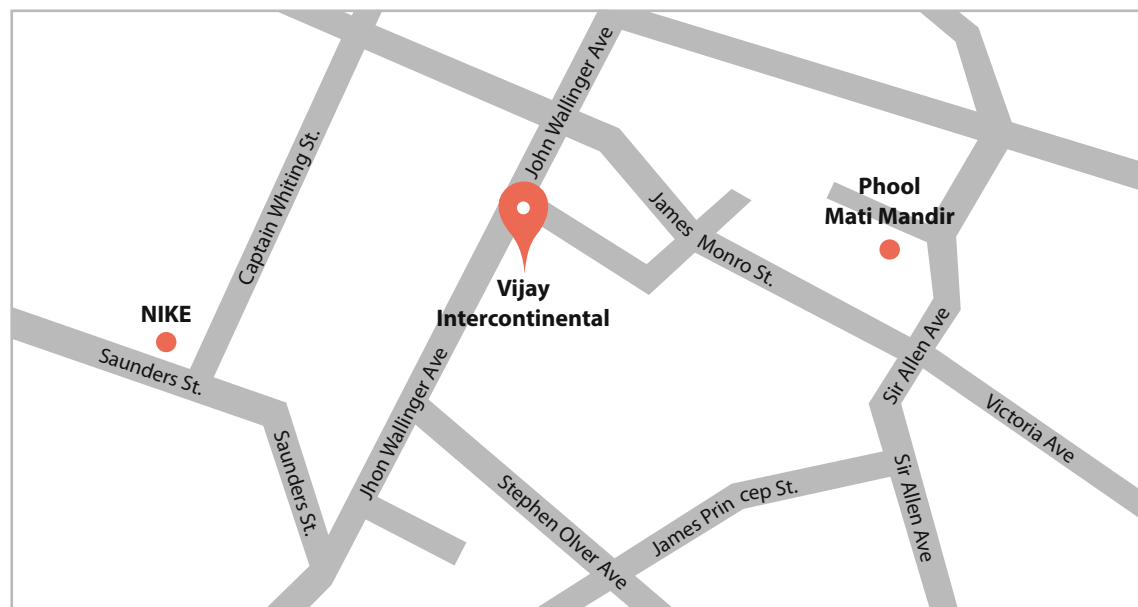 John Wallinger Ave
Captain Whiting St.
Phool
Mati Mandir
James Monro St.
Vijay
Intercontinental
NIKE
Saunders St.
Sir Allen Ave
Jhon Wallinger Ave
Victoria Ave
Saunders St.
Stephen Olver Ave
James Prin cep St.
Sir Allen Ave